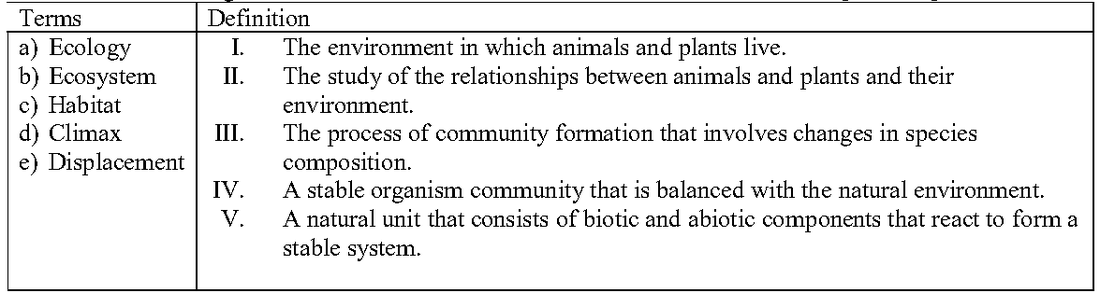 Terms Definition
a) Ecology
b) Ecosystem
c) Habitat
d) Climax
e) Displacement
I. The environment in which animals and plants live.
II. The study of the relationships between animals and plants and their
environment.
III. The process of community formation that involves changes in species
composition.
IV. A stable organism community that is balanced with the natural environment.
V. A natural unit that consists of biotic and abiotic components that react to form a
stable system.